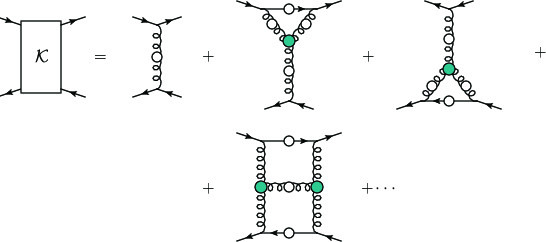 𝒦 = + + +
+ + ···